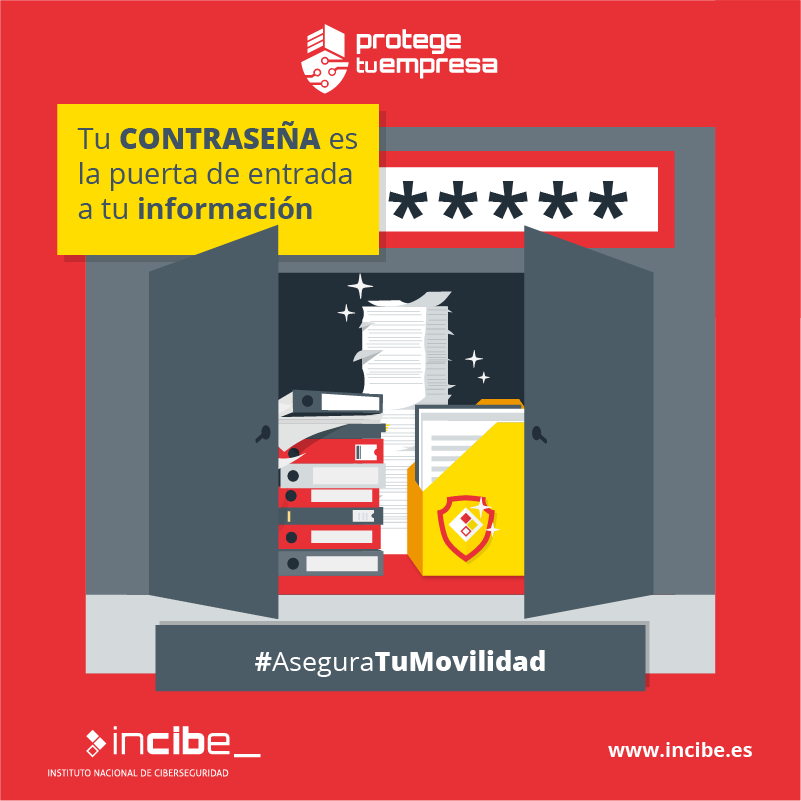 protege
tuempresa
Tu CONTRASEÑA es
la puerta de entrada
a tu información
*****
#AseguraTuMovilidad
incibe_
INSTITUTO NACIONAL DE CIBERSEGURIDAD
www.incibe.es